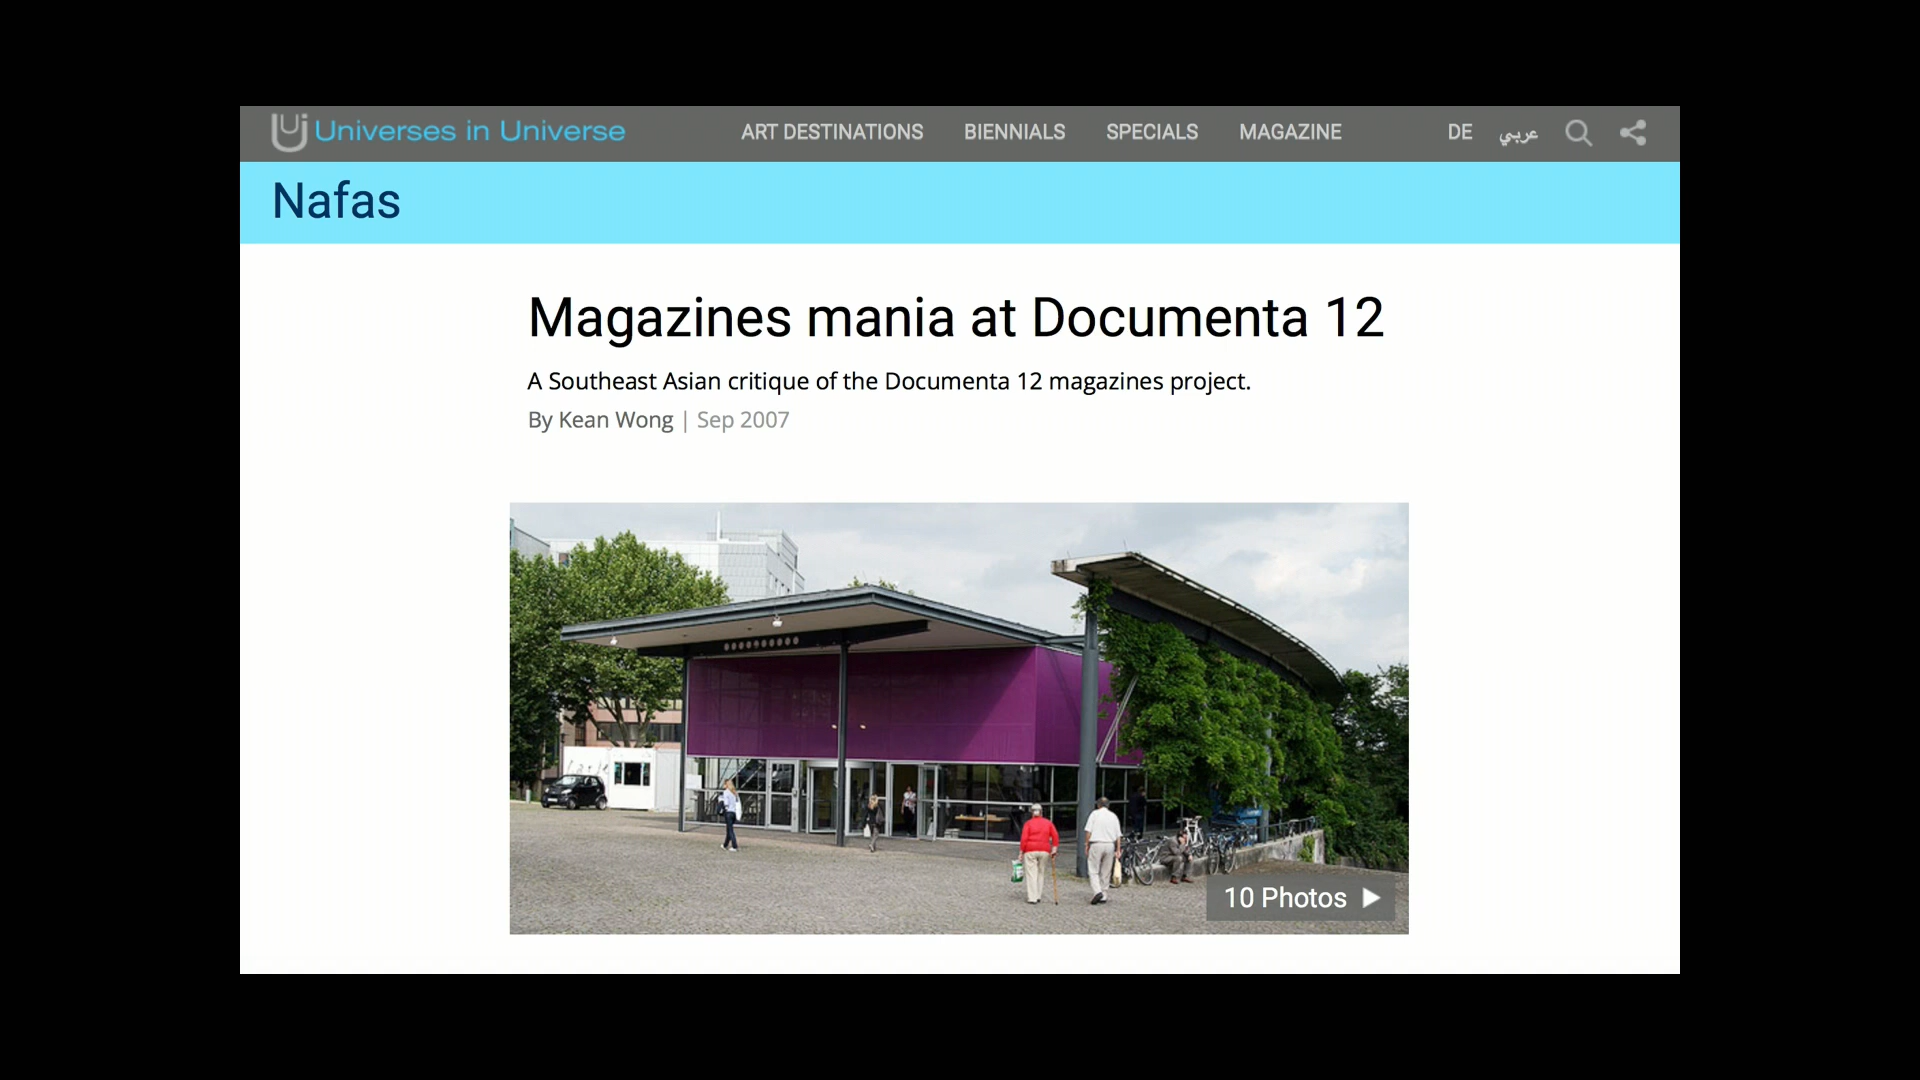 Universes in Universe
ART DESTINATIONS BIENNIALS SPECIALS MAGAZINE DE عربي
Nafas
Magazines mania at Documenta 12
A Southeast Asian critique of the Documenta 12 magazines project.
By Kean Wong | Sep 2007
10 Photos